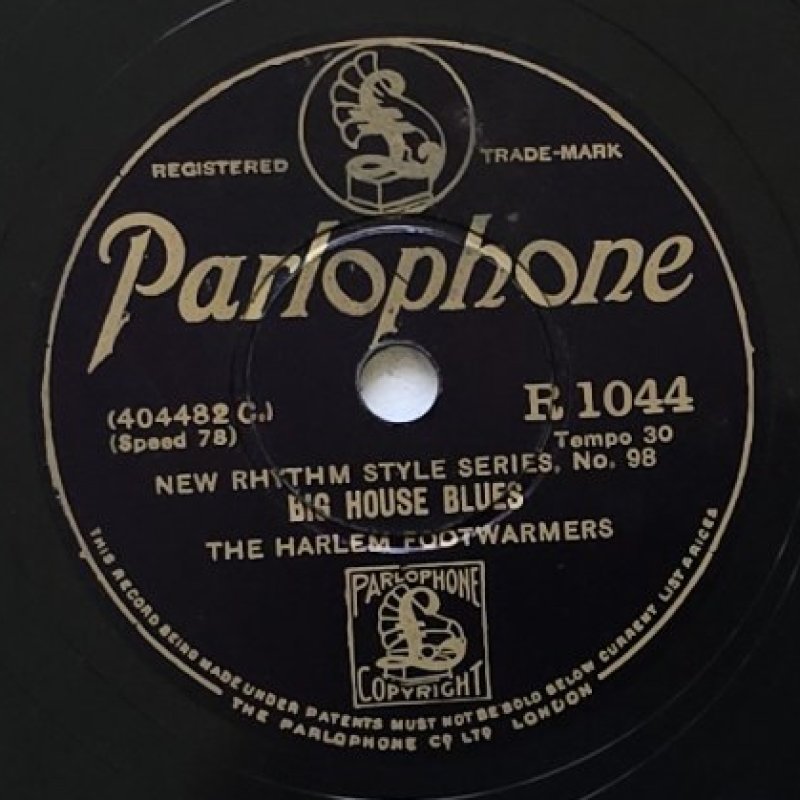 REGISTERED TRADE-MARK
Parlophone
(404482 C.) R 1044
(Speed 78) Tempo 30
NEW RHYTHM STYLE SERIES, No. 98
BIG HOUSE BLUES
THE HARLEM FOOTWARMERS
PARLOPHONE
COPYRIGHT
THIS RECORD BEING MADE UNDER PATENTS MUST NOT BE SOLD BELOW CURRENT LIST PRICES
THE PARLOPHONE CO LTD LONDON